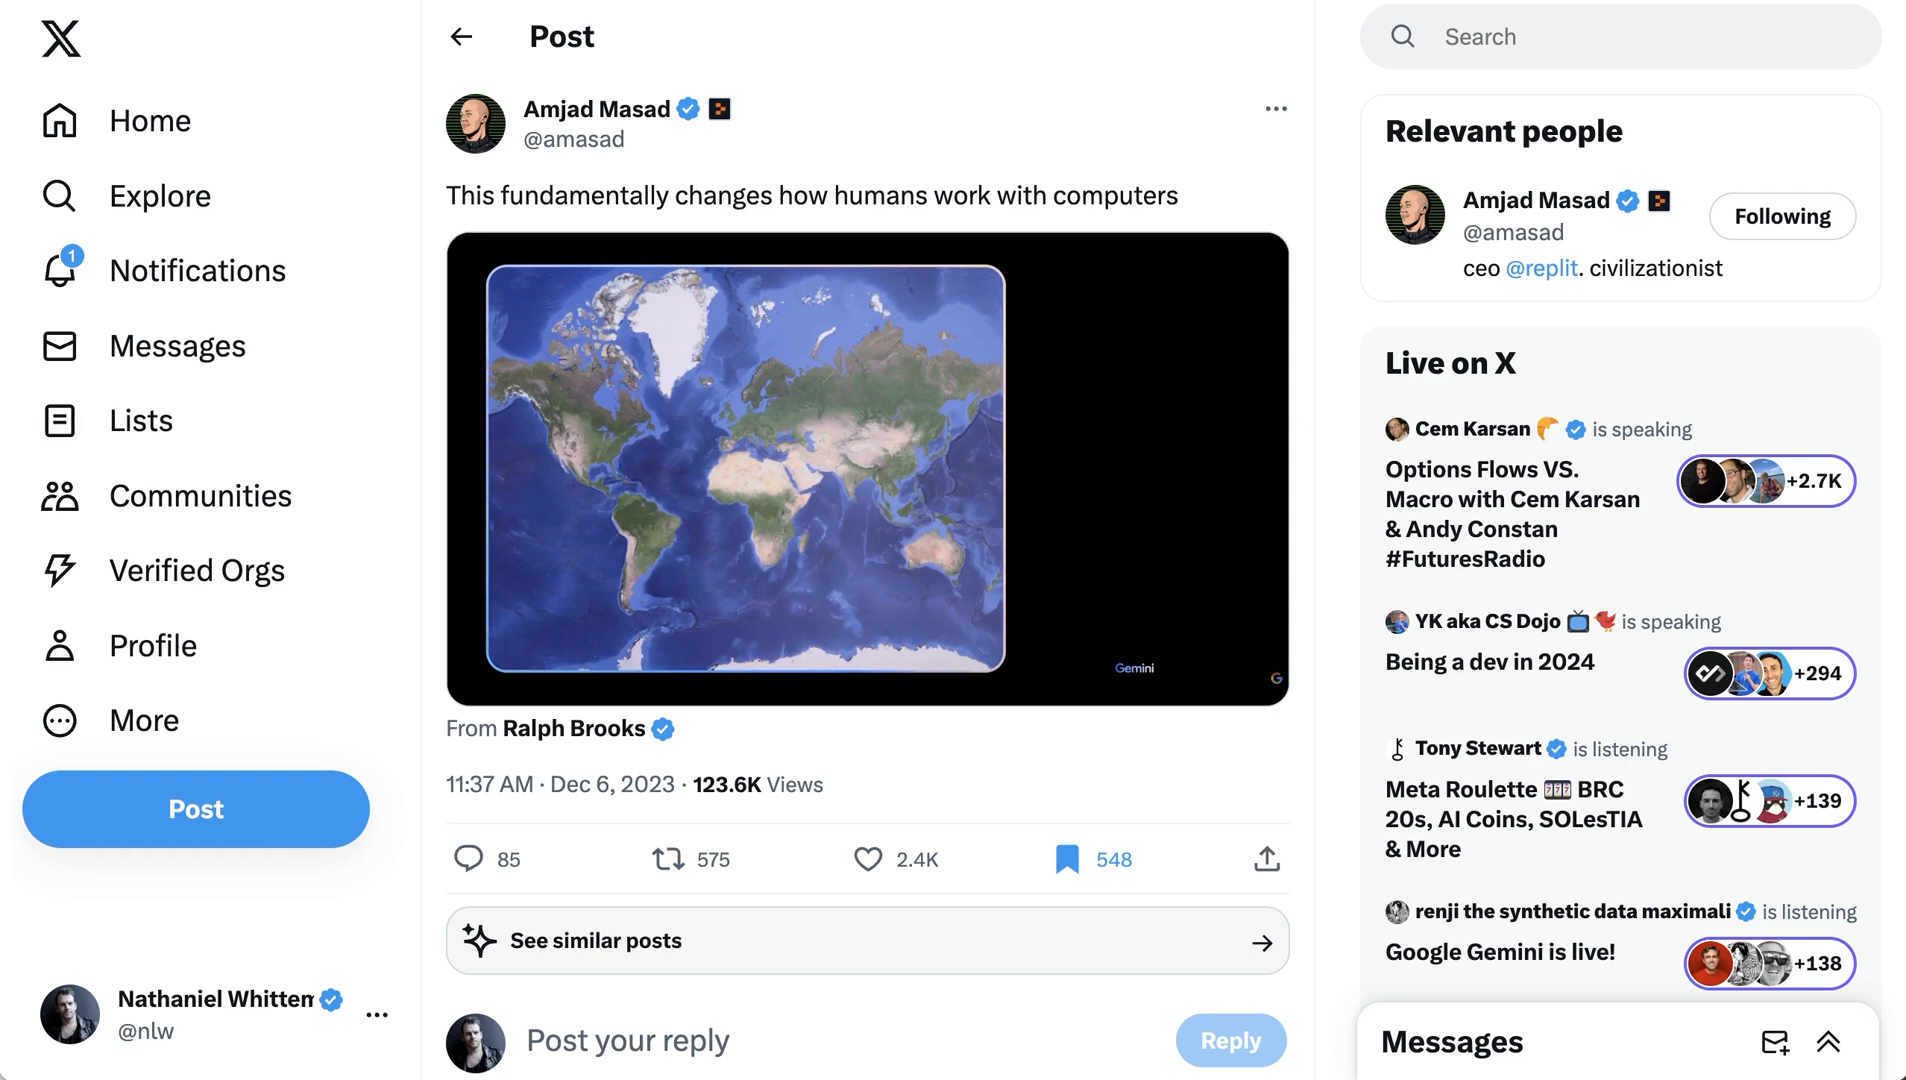 Home
Explore
1
Notifications
Messages
Lists
Communities
Verified Orgs
Profile
More
Post
Nathaniel Whittem
@nlw
Post
Amjad Masad
@amasad
This fundamentally changes how humans work with computers
Gemini
G
From Ralph Brooks
11:37 AM · Dec 6, 2023 · 123.6K Views
85
575
2.4K
548
See similar posts
Post your reply
Reply
Search
Relevant people
Amjad Masad
@amasad
Following
ceo @replit. civilizationist
Live on X
Cem Karsan is speaking
Options Flows VS.
Macro with Cem Karsan
& Andy Constan
#FuturesRadio
+2.7K
YK aka CS Dojo is speaking
Being a dev in 2024
+294
Tony Stewart is listening
Meta Roulette 🎰 BRC
20s, AI Coins, SOLesTIA
& More
+139
renji the synthetic data maximali is listening
Google Gemini is live!
+138
Messages